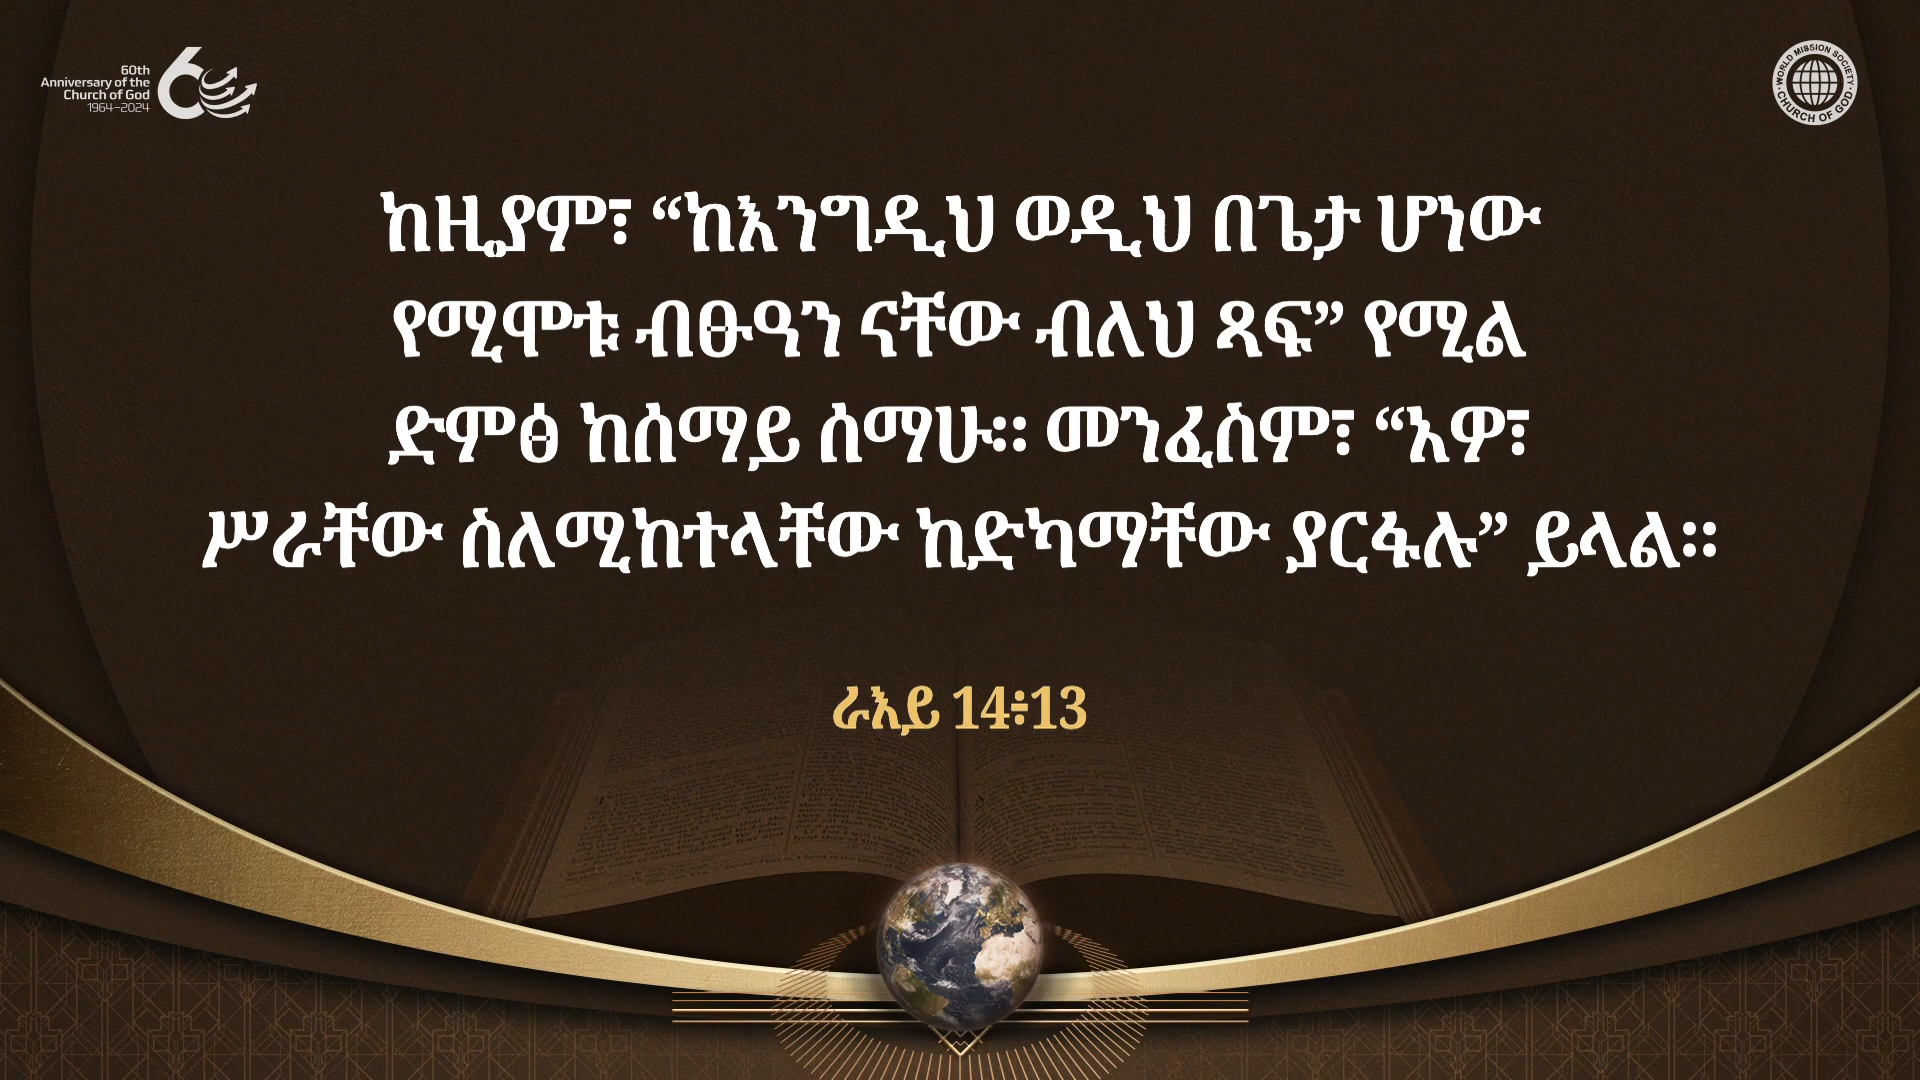 60th
Anniversary of the
Church of God
1964–2024
WORLD MISSION SOCIETY
CHURCH OF GOD
ከዚያም፣ “ከእንግዲህ ወዲህ በጌታ ሆነው
የሚሞቱ ብፁዓን ናቸው ብለህ ጻፍ” የሚል
ድምፅ ከሰማይ ሰማሁ። መንፈስም፣ “አዎ፣
ሥራቸው ስለሚከተላቸው ከድካማቸው ያርፋሉ” ይላል።
ራእይ 14፥13